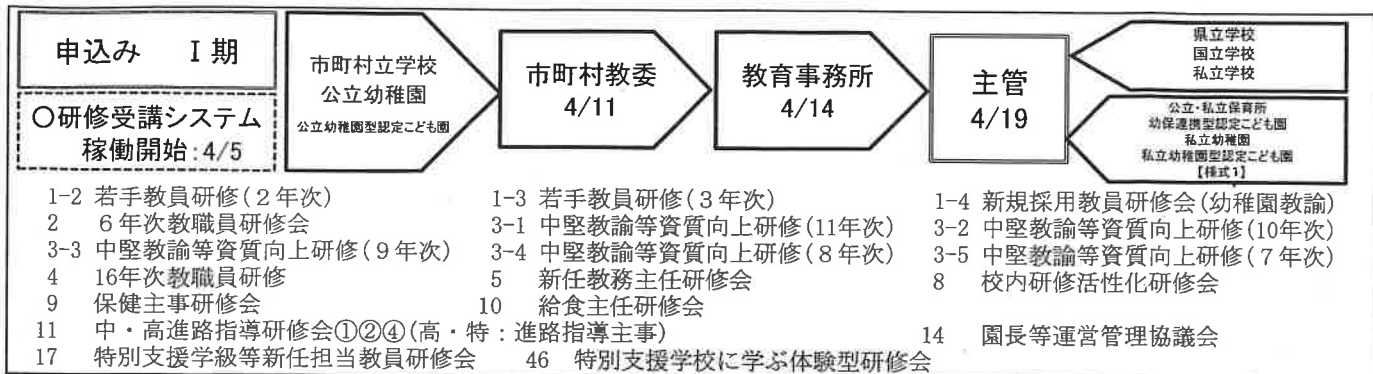 申込み　Ⅰ期
〇研修受講システム
稼働開始:4/5
市町村立学校
公立幼稚園
公立幼稚園型認定こども園
市町村教委
4/11
教育事務所
4/14
主管
4/19
県立学校
国立学校
私立学校
公立・私立保育所
幼保連携型認定こども園
私立幼稚園
私立幼稚園型認定こども園
【様式1】
1-2 若手教員研修(２年次)　1-3 若手教員研修(３年次)　1-4 新規採用教員研修会(幼稚園教諭)
2　６年次教職員研修会　3-1 中堅教諭等資質向上研修(11年次)　3-2 中堅教諭等資質向上研修(10年次)
3-3 中堅教諭等資質向上研修(９年次)　3-4 中堅教諭等資質向上研修(８年次)　3-5 中堅教諭等資質向上研修(７年次)
4　16年次教職員研修　5　新任教務主任研修会　8　校内研修活性化研修会
9　保健主事研修会　10　給食主任研修会
11　中・高進路指導研修会①②④(高・特：進路指導主事)　14　園長等運営管理協議会
17　特別支援学級等新任担当教員研修会　46　特別支援学校に学ぶ体験型研修会